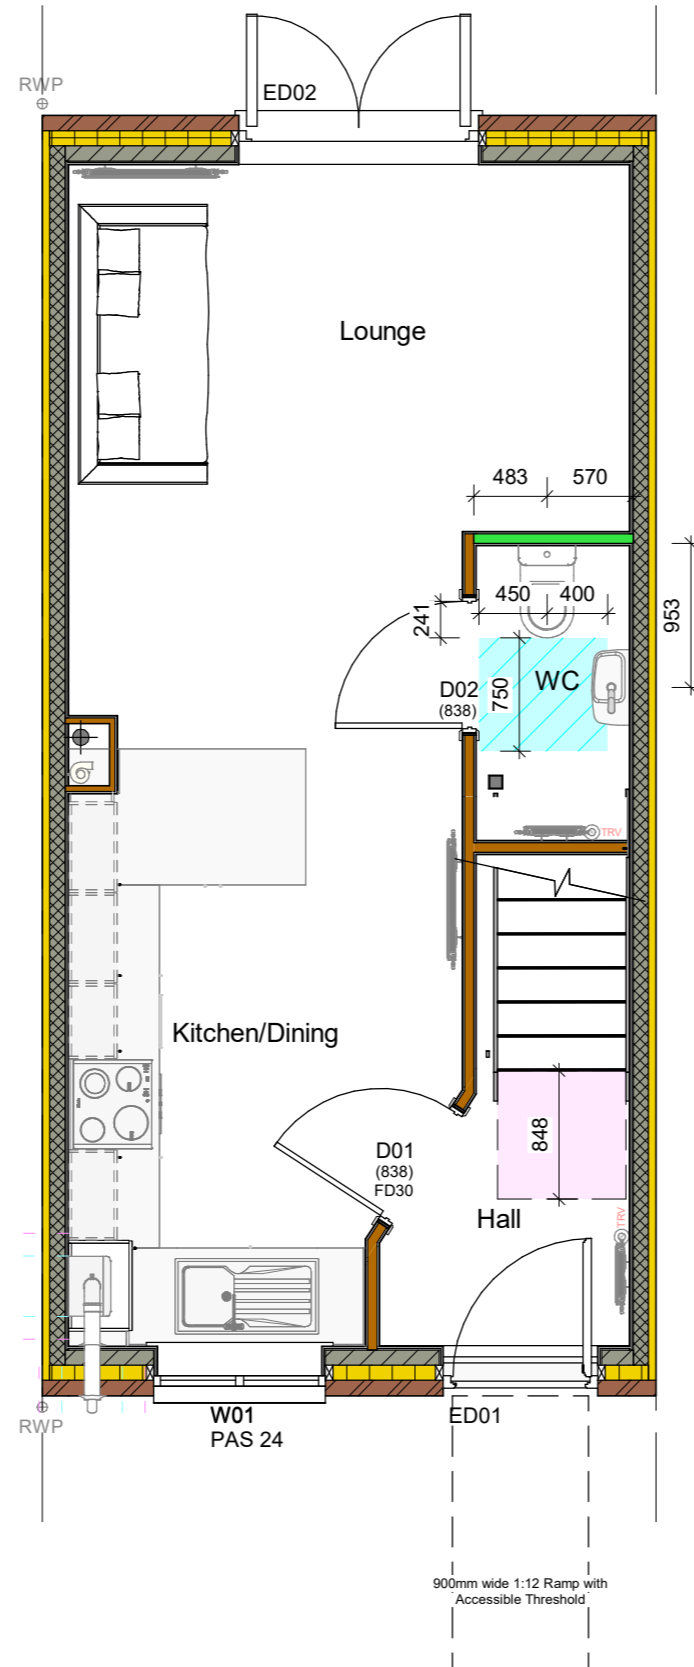 RWP
ED02
Lounge
483
570
953
241
450
400
WC
D02
(838)
750
TRV
Kitchen/Dining
D01
(838)
FD30
848
Hall
TRV
W01
PAS 24
ED01
RWP
900mm wide 1:12 Ramp with
Accessible Threshold